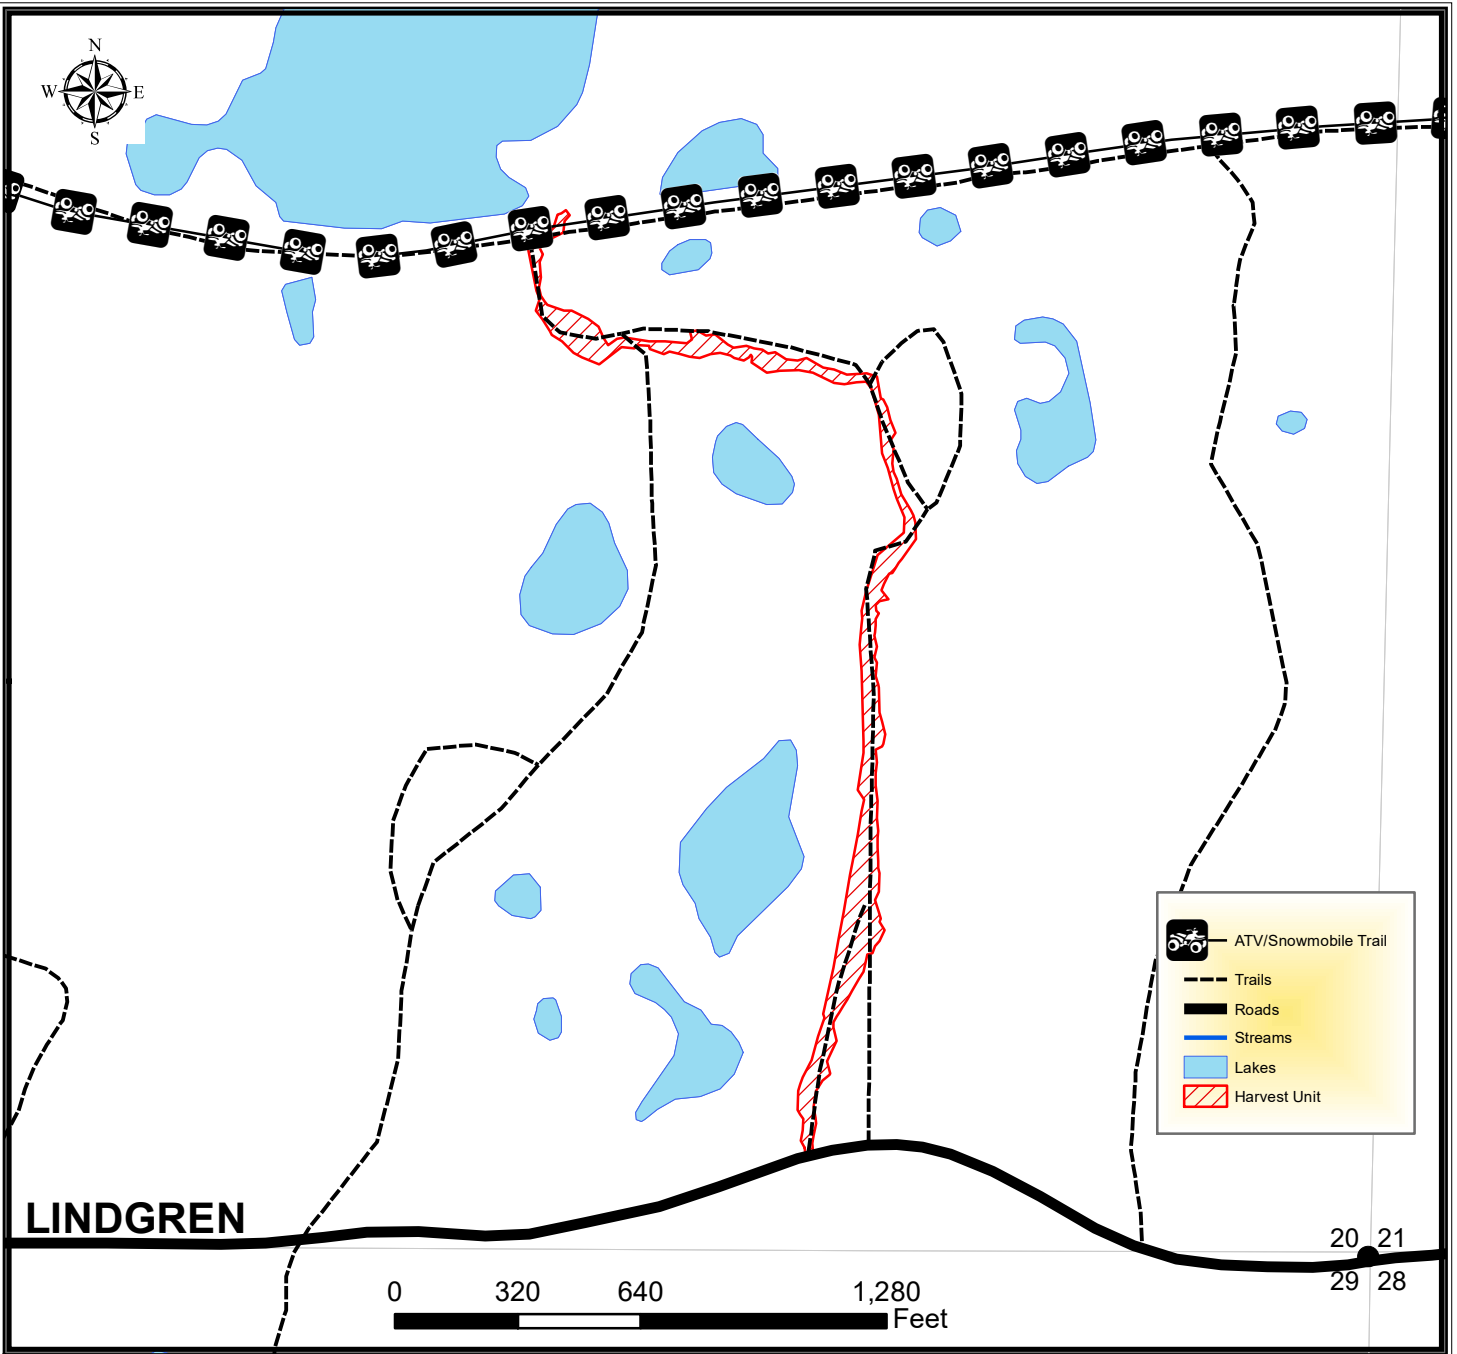 N
W E
S
ATV/Snowmobile Trail
Trails
Roads
Streams
Lakes
Harvest Unit
LINDGREN
20 21
29 28
0 320 640 1,280
Feet